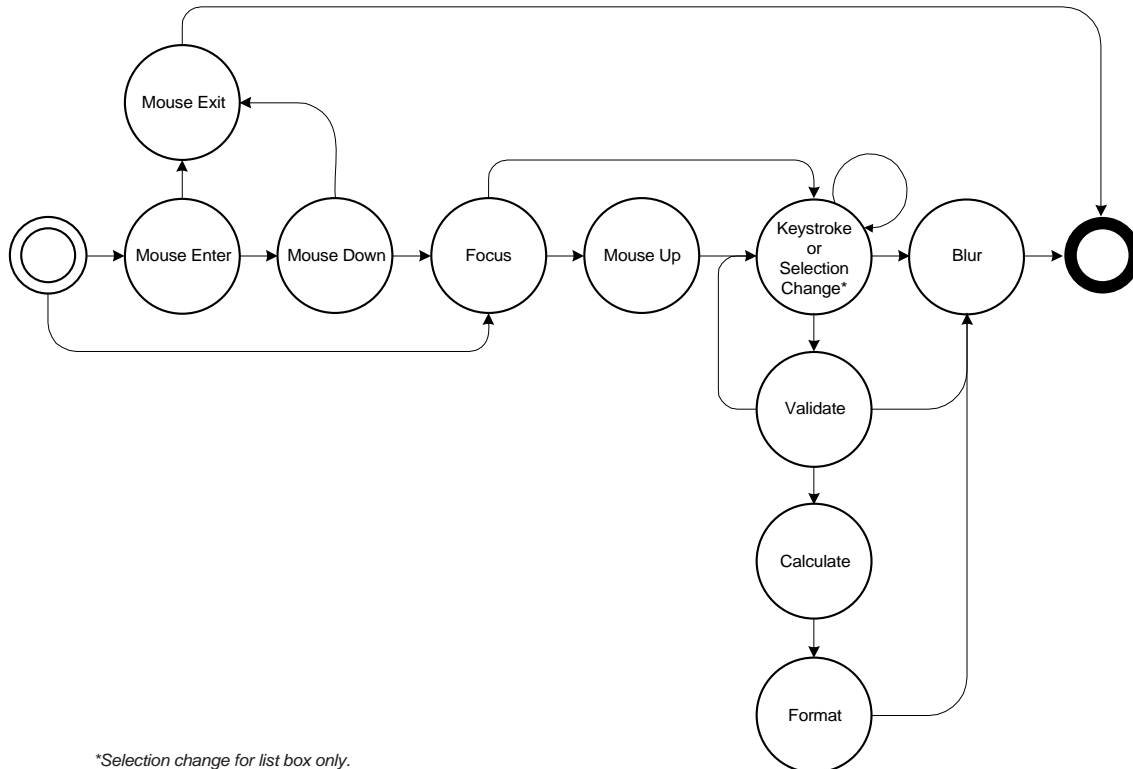 Mouse Exit
Mouse Enter
Mouse Down
Focus
Mouse Up
Keystroke
or
Selection
Change*
Blur
Validate
Calculate
Format
*Selection change for list box only.